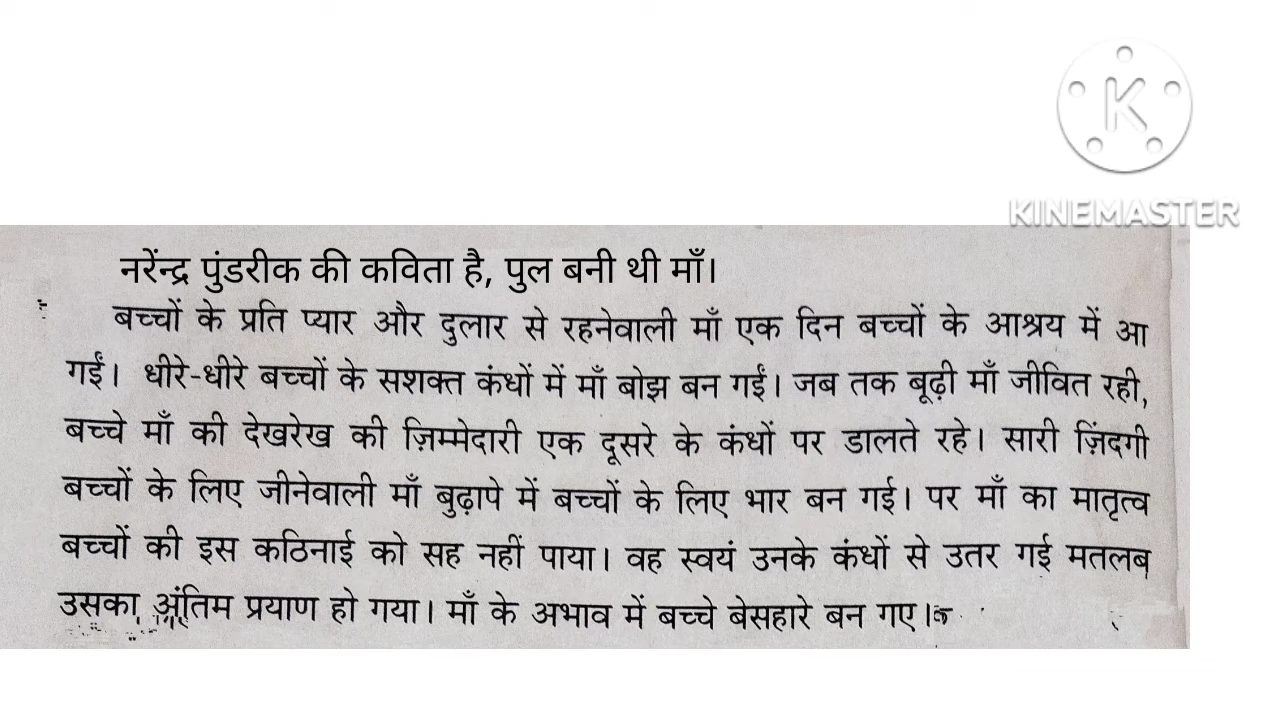 K
KINEMASTER
नरेंन्द्र पुंडरीक की कविता है, पुल बनी थी माँ।
बच्चों के प्रति प्यार और दुलार से रहनेवाली माँ एक दिन बच्चों के आश्रय में आ
गईं। धीरे-धीरे बच्चों के सशक्त कंधों में माँ बोझ बन गईं। जब तक बूढ़ी माँ जीवित रही,
बच्चे माँ की देखरेख की ज़िम्मेदारी एक दूसरे के कंधों पर डालते रहे। सारी ज़िंदगी
बच्चों के लिए जीनेवाली माँ बुढ़ापे में बच्चों के लिए भार बन गई। पर माँ का मातृत्व
बच्चों की इस कठिनाई को सह नहीं पाया। वह स्वयं उनके कंधों से उतर गई मतलब
उसका अंतिम प्रयाण हो गया। माँ के अभाव में बच्चे बेसहारे बन गए।